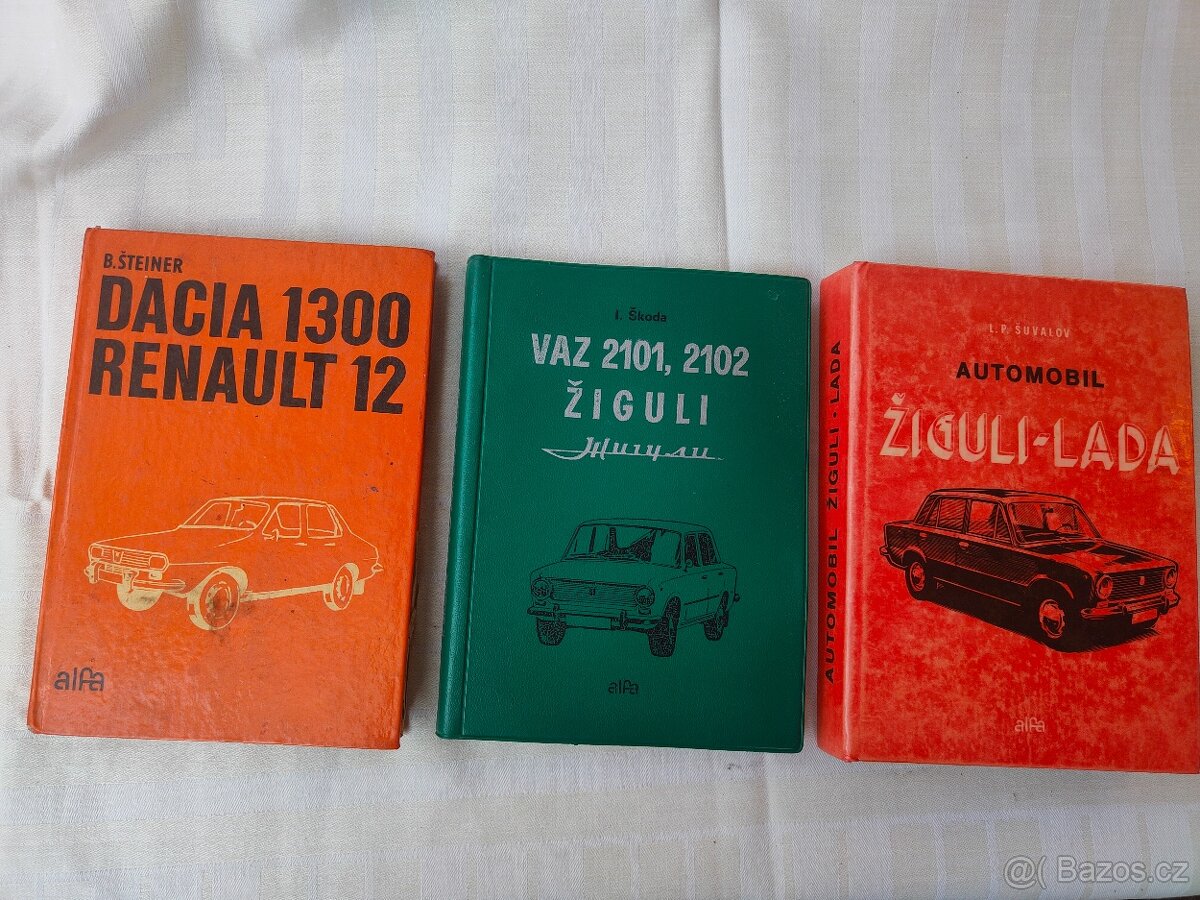 B.ŠTEINER
DACIA 1300
RENAULT 12
alfa
I. Škoda
VAZ 2101, 2102
ŽIGULI
Жигули
alfa
AUTOMOBIL ŽIGULI - LADA
I. P. ŠUVALOV
AUTOMOBIL
ŽIGULI-LADA
alfa
@( Bazos.cz